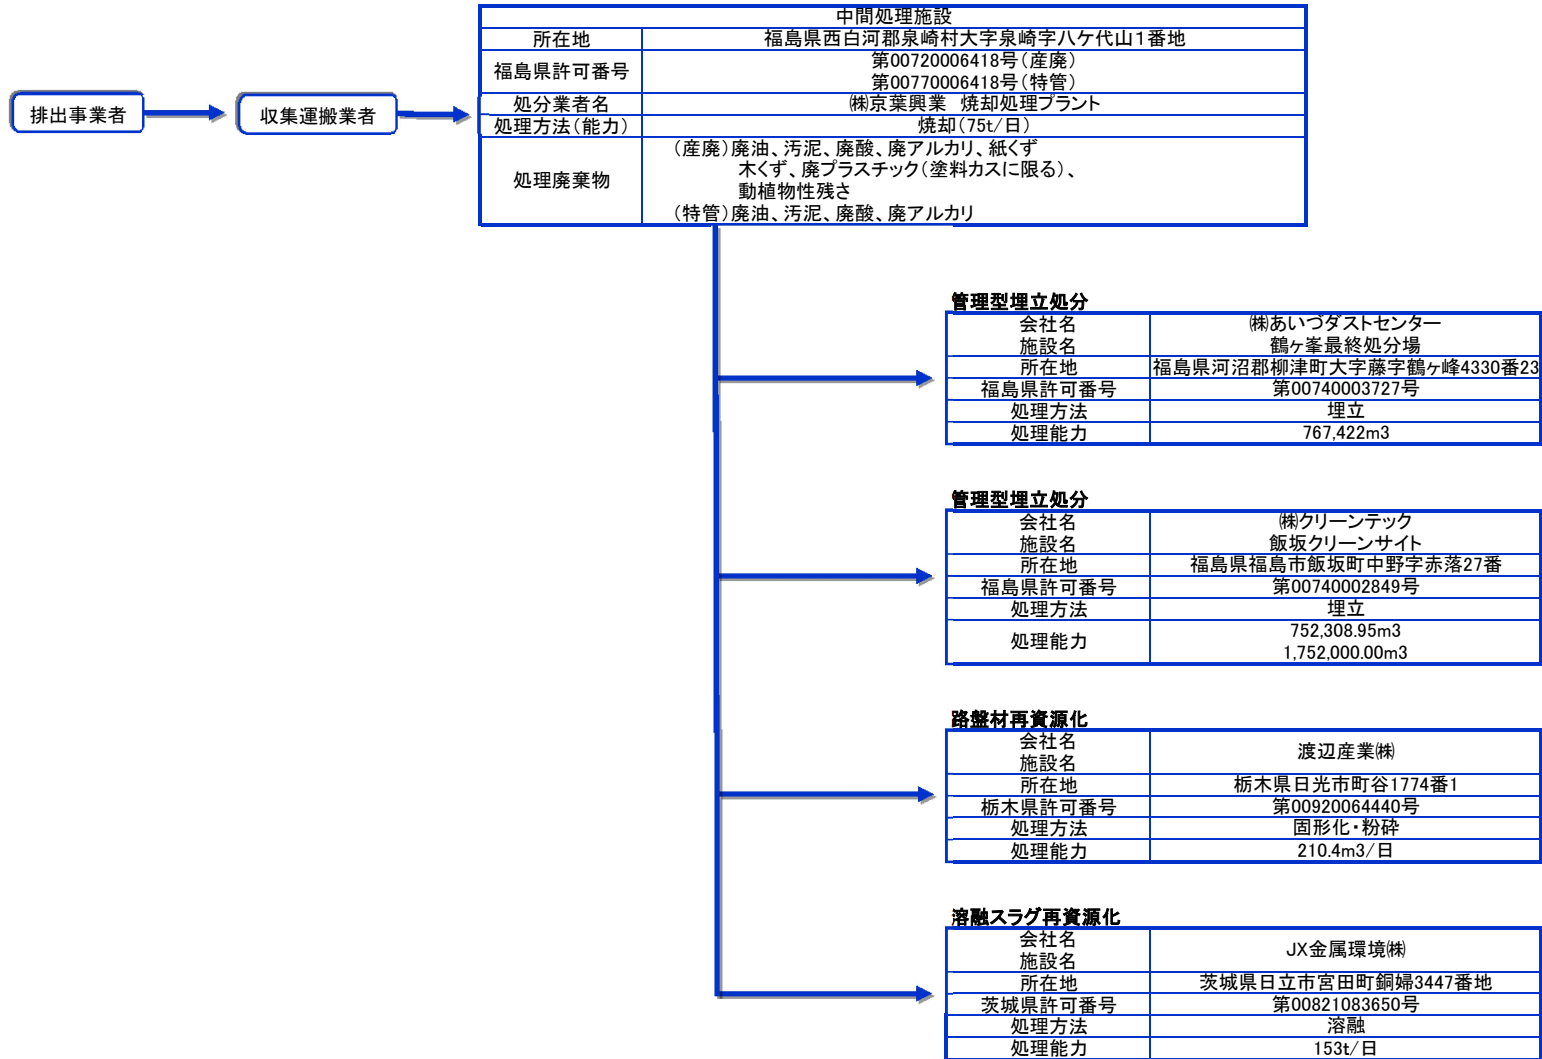 中間処理施設
所在地 福島県西白河郡泉崎村大字泉崎字八ケ代山1番地
福島県許可番号 第00720006418号(産廃)
第00770006418号(特管)
排出事業者
収集運搬業者
処分業者名 ㈱京葉興業 焼却処理プラント
処理方法(能力) 焼却(75t/日)
処理廃棄物 (産廃)廃油、汚泥、廃酸、廃アルカリ、紙くず
木くず、廃プラスチック(塗料カスに限る)、
動植物性残さ
(特管)廃油、汚泥、廃酸、廃アルカリ
管理型埋立処分
会社名 ㈱あいづダストセンター
施設名 鶴ヶ峯最終処分場
所在地 福島県河沼郡柳津町大字藤字鶴ヶ峰4330番23
福島県許可番号 第00740003727号
処理方法 埋立
処理能力 767,422m3
管理型埋立処分
会社名 ㈱クリーンテック
施設名 飯坂クリーンサイト
所在地 福島県福島市飯坂町中野字赤落27番
福島県許可番号 第00740002849号
処理方法 埋立
処理能力 752,308.95m3
1,752,000.00m3
路盤材再資源化
会社名 渡辺産業㈱
施設名
所在地 栃木県日光市町谷1774番1
栃木県許可番号 第00920064440号
処理方法 固形化・粉砕
処理能力 210.4m3/日
溶融スラグ再資源化
会社名 JX金属環境㈱
施設名
所在地 茨城県日立市宮田町銅婦3447番地
茨城県許可番号 第00821083650号
処理方法 溶融
処理能力 153t/日